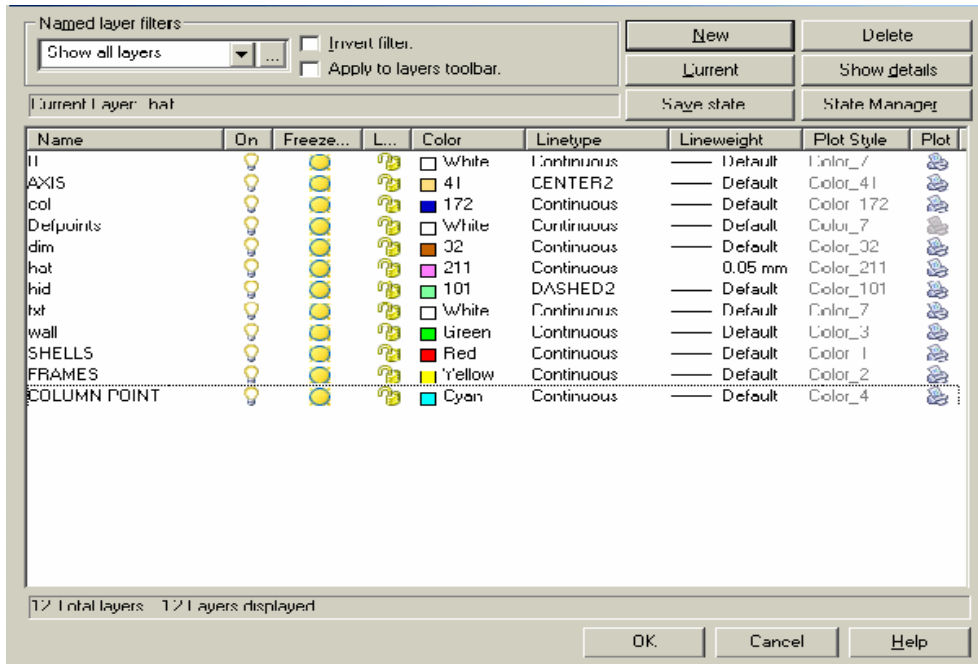 Named layer filters
Show all layers
...
Invert filter.
Apply to layers toolbar.
New Delete
Current Show details
Save state State Manager
Current Layer: hat
Name On Freeze... L... Color Linetype Lineweight Plot Style Plot
0 White Continuous Default Color_7
AXIS 41 CENTER2 Default Color_41
col 172 Continuous Default Color_172
Defpoints White Continuous Default Color_7
dim 32 Continuous Default Color_32
hat 211 Continuous 0.05 mm Color_211
hid 101 DASHED2 Default Color_101
txt White Continuous Default Color_7
wall Green Continuous Default Color_3
SHELLS Red Continuous Default Color_1
FRAMES Yellow Continuous Default Color_2
COLUMN POINT Cyan Continuous Default Color_4
12 Total layers 12 Layers displayed
OK Cancel Help